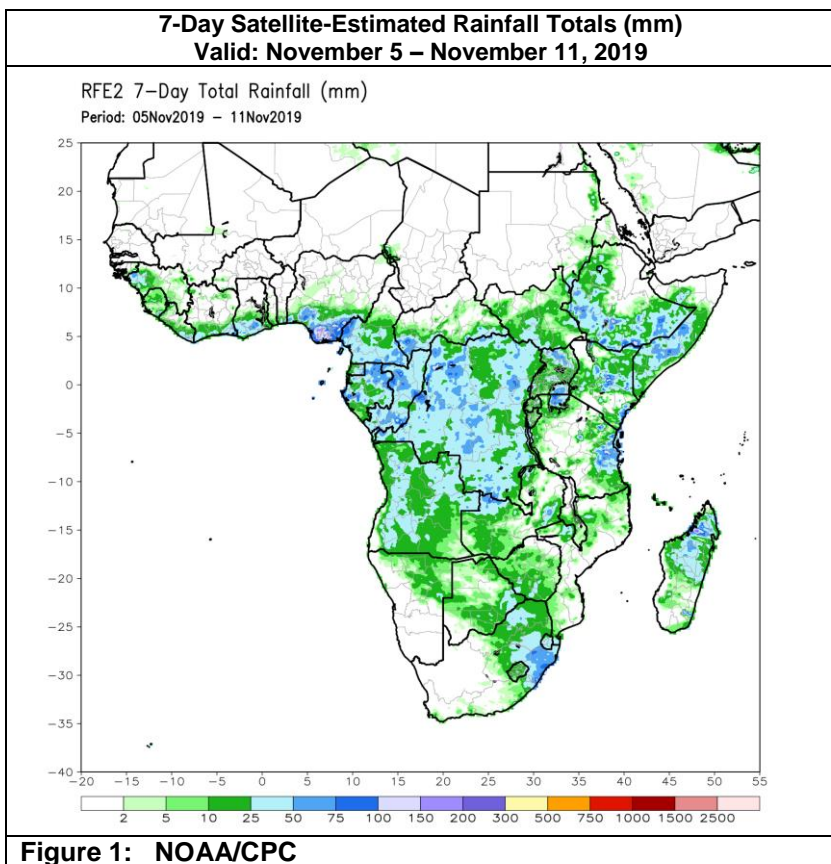 7-Day Satellite-Estimated Rainfall Totals (mm)
Valid: November 5 – November 11, 2019
RFE2 7-Day Total Rainfall (mm)
Period: 05Nov2019 – 11Nov2019
25
20
15
10
5
0
−5
−10
−15
−20
−25
−30
−35
−40
−20 −15 −10 −5 0 5 10 15 20 25 30 35 40 45 50 55
2 5 10 25 50 75 100 150 200 300 500 750 1000 1500 2500
Figure 1: NOAA/CPC